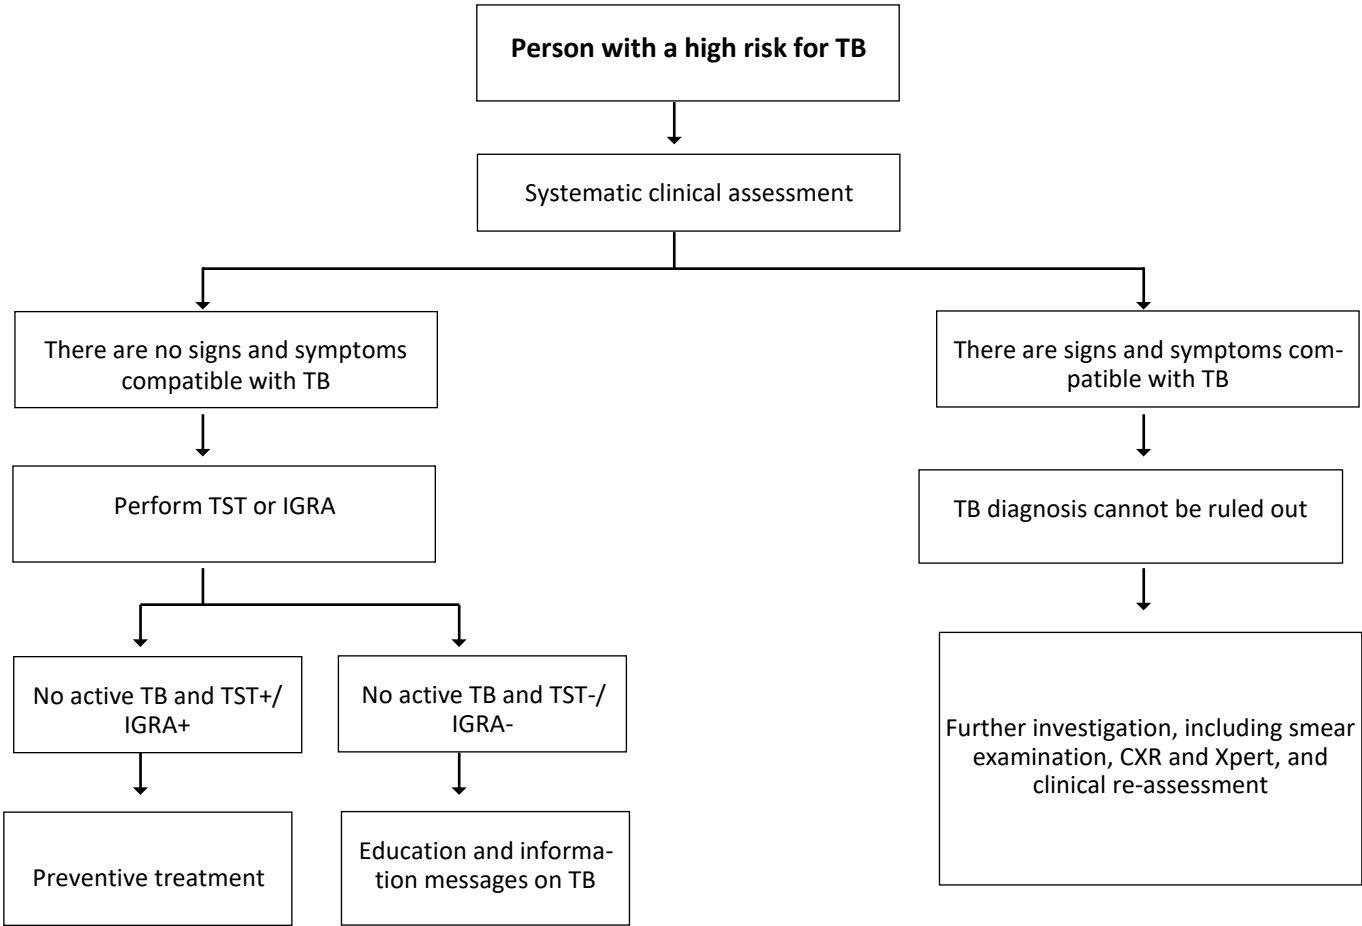 Person with a high risk for TB
Systematic clinical assessment
There are no signs and symptoms
compatible with TB
There are signs and symptoms com-
patible with TB
Perform TST or IGRA
TB diagnosis cannot be ruled out
No active TB and TST+/
IGRA+
No active TB and TST-/
IGRA-
Further investigation, including smear
examination, CXR and Xpert, and
clinical re-assessment
Preventive treatment
Education and informa-
tion messages on TB